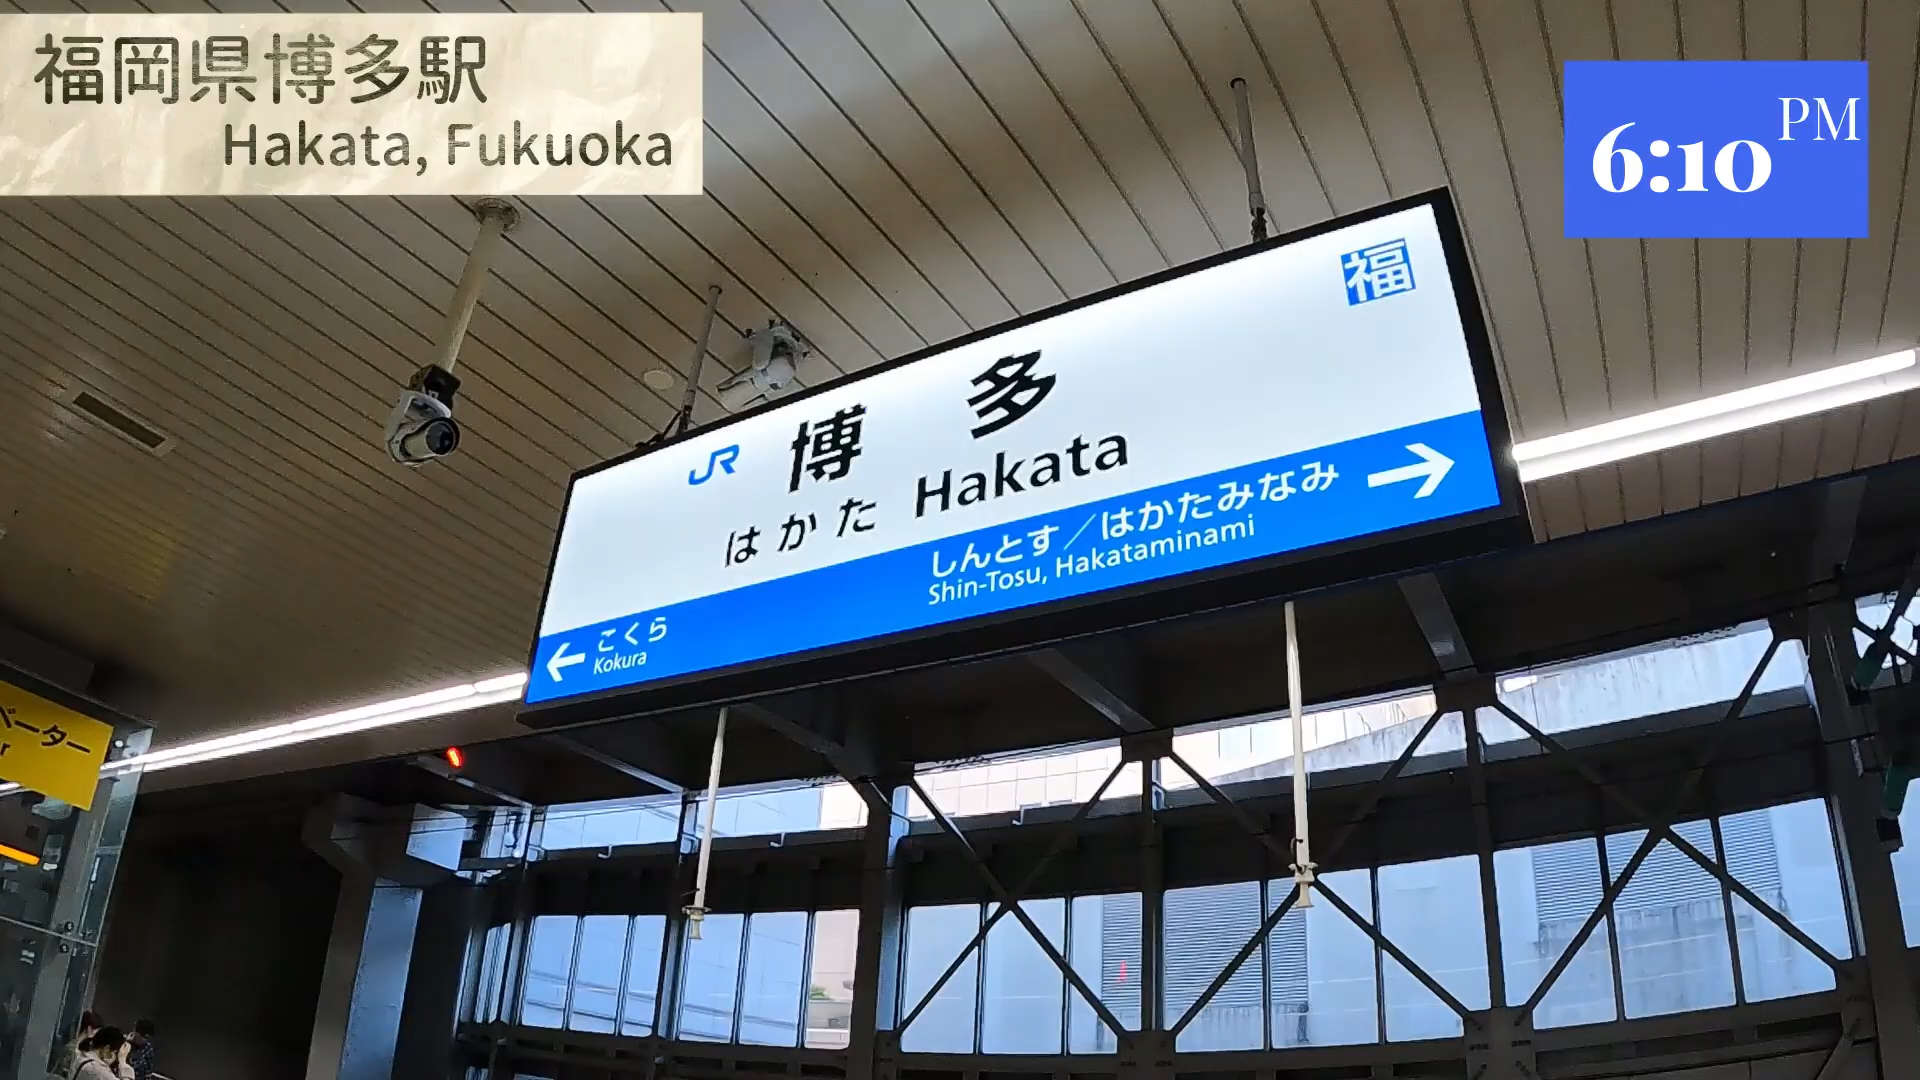 福岡県博多駅
Hakata, Fukuoka
6:10 PM
福
JR 博多
はかた Hakata
しんとす／はかたみなみ →
Shin-Tosu, Hakataminami
← こくら
Kokura
ベーター
r